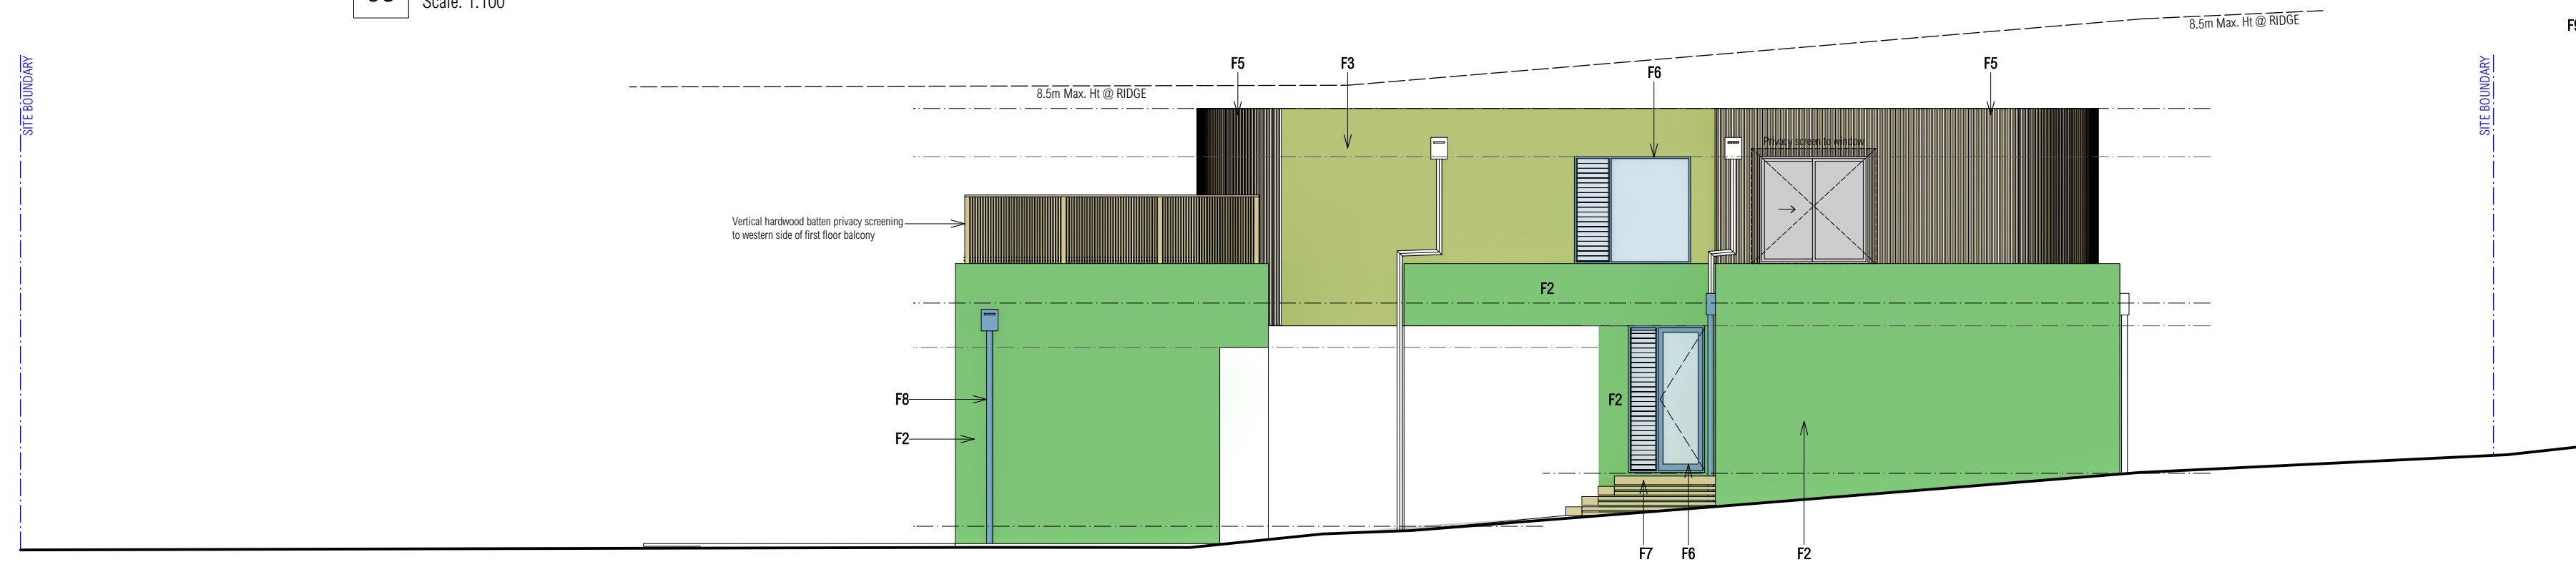 Scale: 1:100
8.5m Max. Ht @ RIDGE
SITE BOUNDARY
F5
F3
F6
F5
SITE BOUNDARY
8.5m Max. Ht @ RIDGE
Privacy screen to window
Vertical hardwood batten privacy screening
to western side of first floor balcony
F2
F8
F2
F2
F7
F6
F2